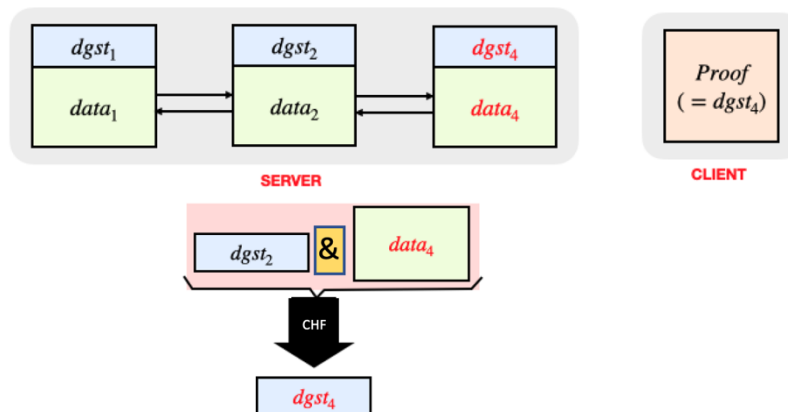 dgst₁ dgst₂ dgst₄
data₁ data₂ data₄
Proof
( = dgst₄)
SERVER
CLIENT
dgst₂ & data₄
CHF
dgst₄